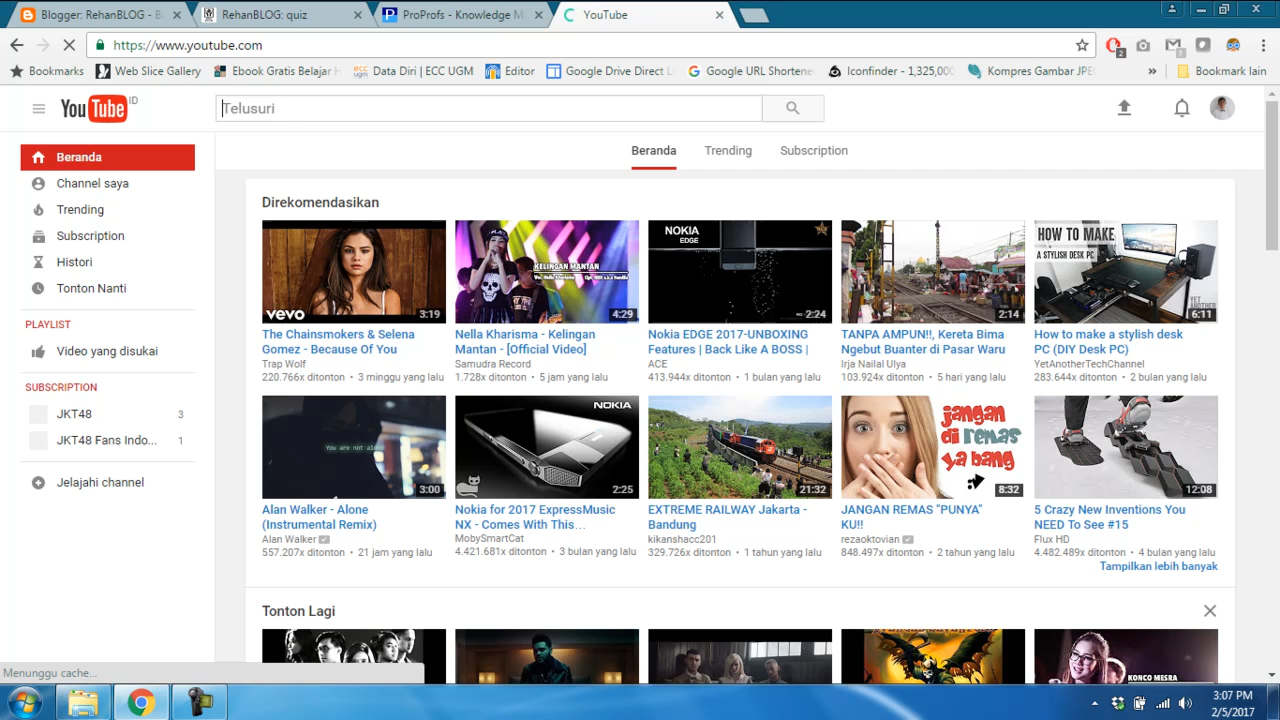 Blogger: RehanBLOG - B
RehanBLOG: quiz
ProProfs - Knowledge M
YouTube
https://www.youtube.com
2
7
Bookmarks
Web Slice Gallery
Ebook Gratis Belajar H
Data Diri | ECC UGM
Editor
Google Drive Direct L
Google URL Shortene
Iconfinder - 1,325,000
Kompres Gambar JPE
»
Bookmark lain
YouTube ID
Telusuri
Beranda
Trending
Subscription
Beranda
Channel saya
Trending
Subscription
Histori
Tonton Nanti
PLAYLIST
Video yang disukai
SUBSCRIPTION
JKT48 3
JKT48 Fans Indo... 1
Jelajahi channel
Direkomendasikan
vevo
3:19
The Chainsmokers & Selena
Gomez - Because Of You
Trap Wolf
220.766x ditonton • 3 minggu yang lalu
KELINGAN MANTAN
4:29
Nella Kharisma - Kelingan
Mantan - [Official Video]
Samudra Record
1.728x ditonton • 5 jam yang lalu
NOKIA
EDGE
2:24
Nokia EDGE 2017-UNBOXING
Features | Back Like A BOSS |
ACE
413.944x ditonton • 1 bulan yang lalu
2:14
TANPA AMPUN!!, Kereta Bima
Ngebut Buanter di Pasar Waru
Irja Nailal Ulya
103.924x ditonton • 5 hari yang lalu
HOW TO MAKE
A STYLISH DESK PC
YET
ANOTHER
6:11
How to make a stylish desk
PC (DIY Desk PC)
YetAnotherTechChannel
283.644x ditonton • 2 bulan yang lalu
You are not alo
3:00
Alan Walker - Alone
(Instrumental Remix)
Alan Walker
557.207x ditonton • 21 jam yang lalu
NOKIA
2:25
Nokia for 2017 ExpressMusic
NX - Comes With This...
MobySmartCat
4.421.681x ditonton • 3 bulan yang lalu
21:32
EXTREME RAILWAY Jakarta -
Bandung
kikanshacc201
329.726x ditonton • 1 tahun yang lalu
jangan
di remas
ya bang
8:32
JANGAN REMAS "PUNYA"
KU!!
rezaoktovian
848.497x ditonton • 2 tahun yang lalu
12:08
5 Crazy New Inventions You
NEED To See #15
Flux HD
4.482.489x ditonton • 4 bulan yang lalu
Tampilkan lebih banyak
Tonton Lagi
KONCO MESRA
Menunggu cache...
3:07 PM
2/5/2017